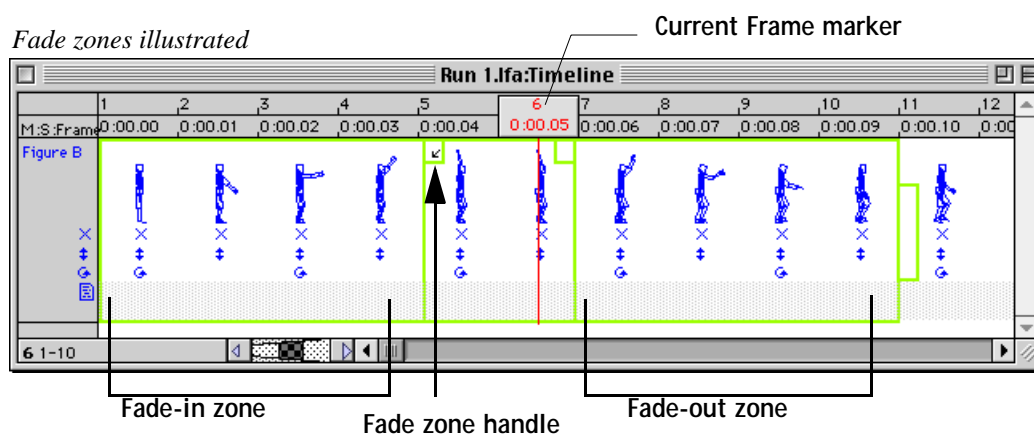 Current Frame marker
Fade zones illustrated
Run 1.lfa:Timeline
1 2 3 4 5 6 7 8 9 10 11 12
M:S:Frame 0:00.00 0:00.01 0:00.02 0:00.03 0:00.04 0:00.05 0:00.06 0:00.07 0:00.08 0:00.09 0:00.10 0:00
Figure B
6 1-10
Fade-in zone
Fade zone handle
Fade-out zone